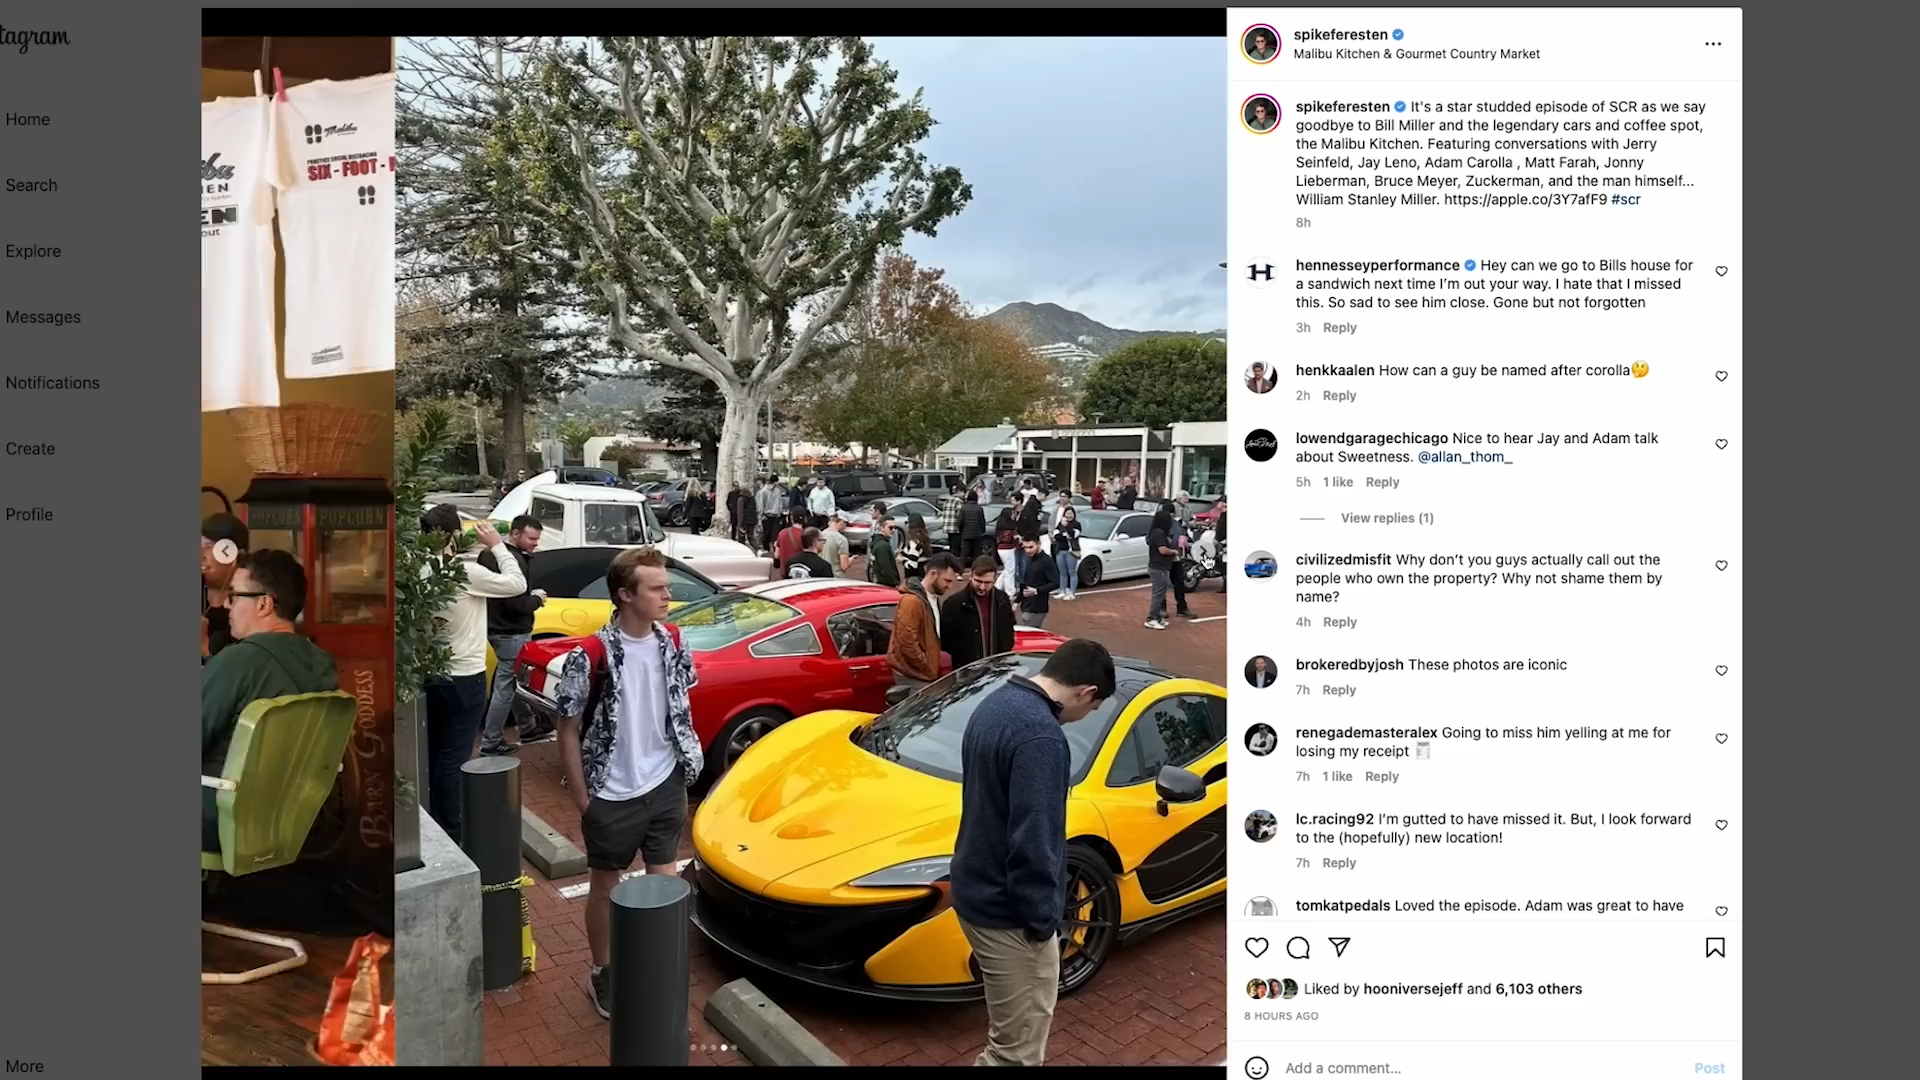 tagram
Home
Search
Explore
Messages
Notifications
Create
Profile
More
Malibu
PRACTICE SOCIAL DISTANCING
SIX-FOOT-
EN
out
POPCORN POPCORN
BARN GODDESS
spikeferesten
Malibu Kitchen & Gourmet Country Market
spikeferesten It's a star studded episode of SCR as we say
goodbye to Bill Miller and the legendary cars and coffee spot,
the Malibu Kitchen. Featuring conversations with Jerry
Seinfeld, Jay Leno, Adam Carolla , Matt Farah, Jonny
Lieberman, Bruce Meyer, Zuckerman, and the man himself...
William Stanley Miller. https://apple.co/3Y7afF9 #scr
8h
hennesseyperformance Hey can we go to Bills house for
a sandwich next time I’m out your way. I hate that I missed
this. So sad to see him close. Gone but not forgotten
3h Reply
henkkaalen How can a guy be named after corolla🤔
2h Reply
lowendgaragechicago Nice to hear Jay and Adam talk
about Sweetness. @allan_thom_
5h 1 like Reply
View replies (1)
civilizedmisfit Why don’t you guys actually call out the
people who own the property? Why not shame them by
name?
4h Reply
brokeredbyjosh These photos are iconic
7h Reply
renegademasteralex Going to miss him yelling at me for
losing my receipt 🧾
7h 1 like Reply
lc.racing92 I’m gutted to have missed it. But, I look forward
to the (hopefully) new location!
7h Reply
tomkatpedals Loved the episode. Adam was great to have
Liked by hooniversejeff and 6,103 others
8 HOURS AGO
Add a comment...
Post